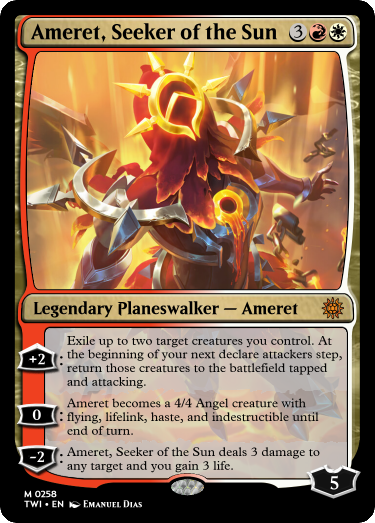 Ameret, Seeker of the Sun 3
Legendary Planeswalker — Ameret
+2: Exile up to two target creatures you control. At
the beginning of your next declare attackers step,
return those creatures to the battlefield tapped
and attacking.
0: Ameret becomes a 4/4 Angel creature with
flying, lifelink, haste, and indestructible until
end of turn.
-2: Ameret, Seeker of the Sun deals 3 damage to
any target and you gain 3 life.
5
M 0258
TWI • EN Emanuel Dias